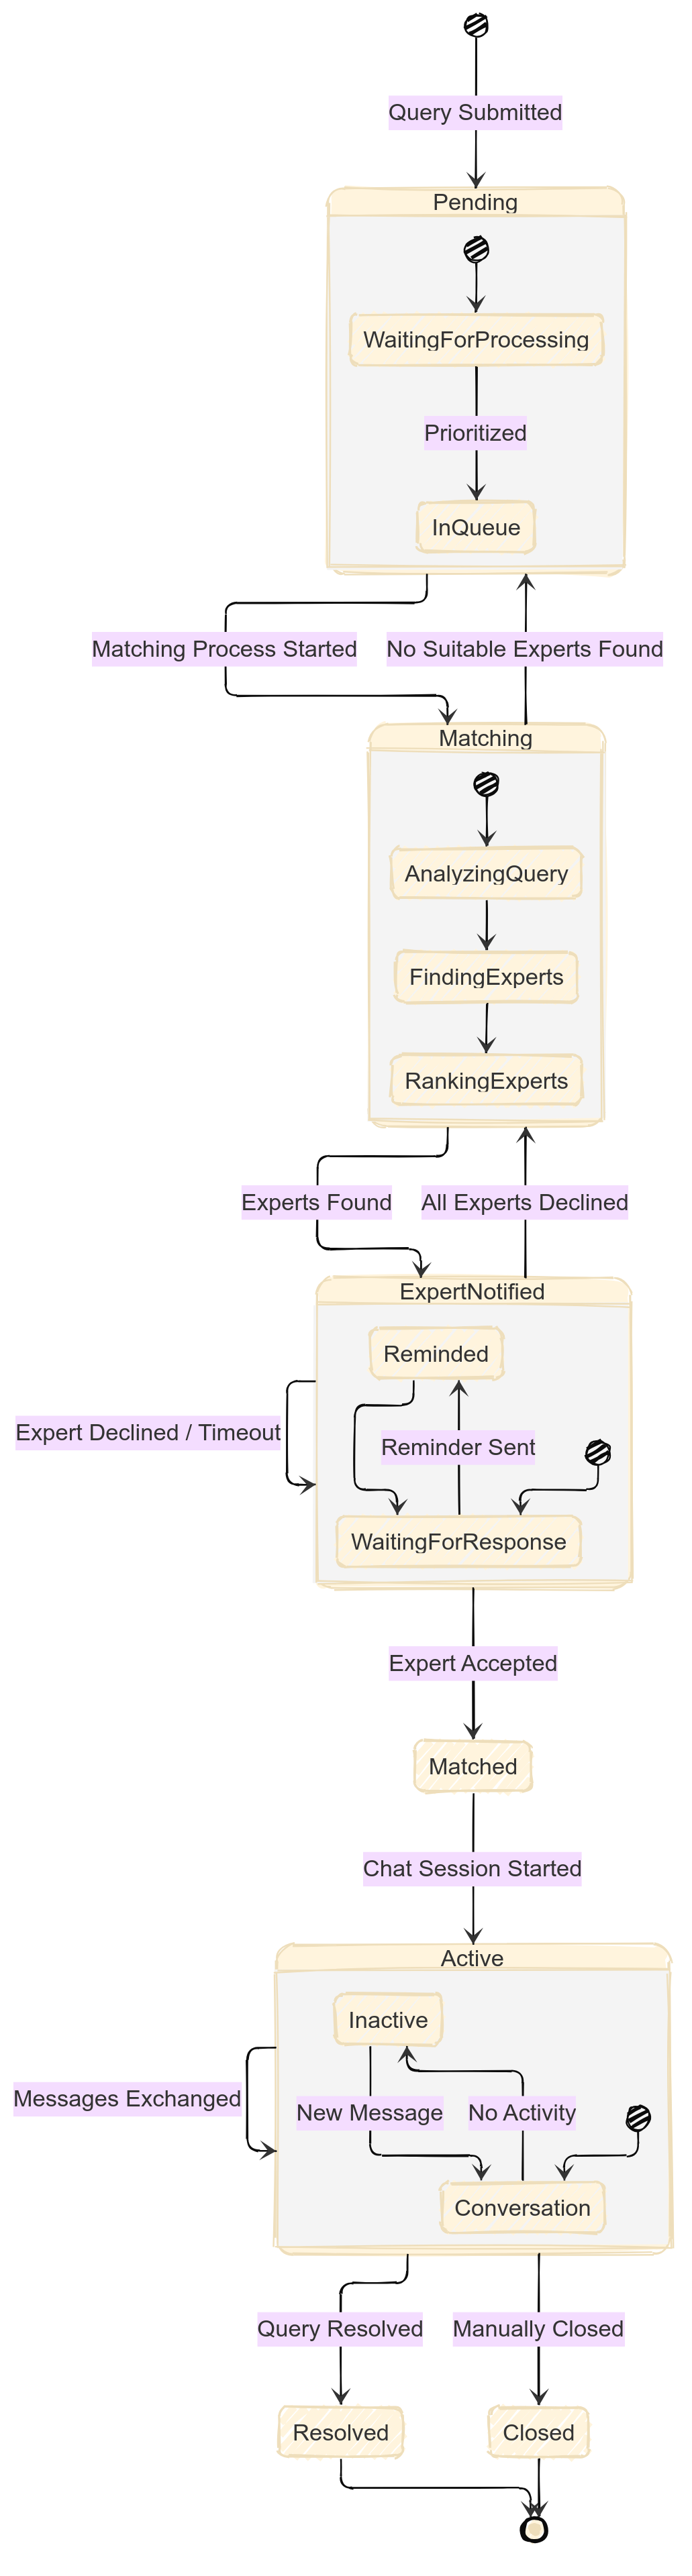 Query Submitted
Pending
WaitingForProcessing
Prioritized
InQueue
Matching Process Started
No Suitable Experts Found
Matching
AnalyzingQuery
FindingExperts
RankingExperts
Experts Found
All Experts Declined
ExpertNotified
Reminded
Expert Declined / Timeout
Reminder Sent
WaitingForResponse
Expert Accepted
Matched
Chat Session Started
Active
Inactive
Messages Exchanged
New Message
No Activity
Conversation
Query Resolved
Manually Closed
Resolved
Closed